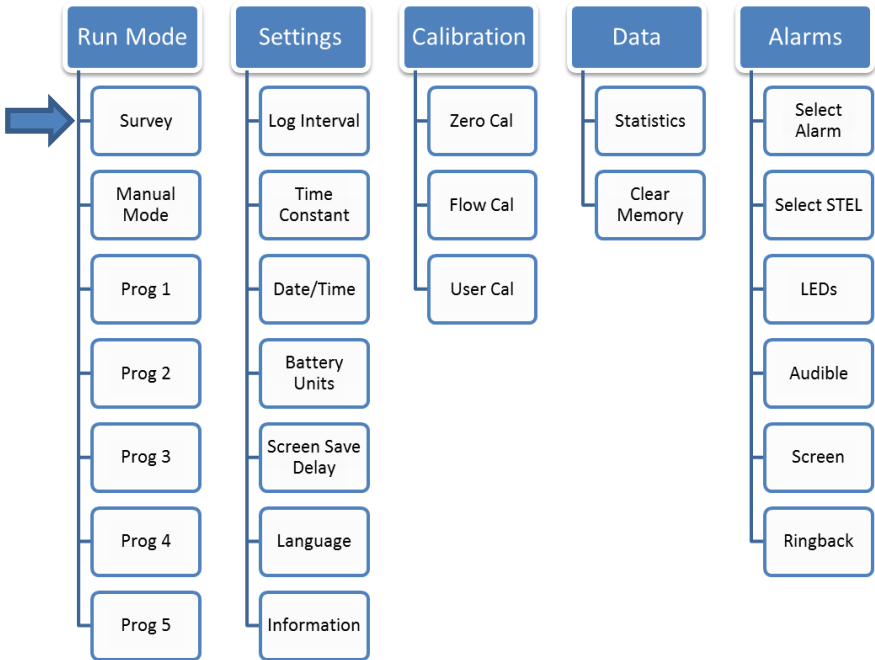 Run Mode
Survey
Manual
Mode
Prog 1
Prog 2
Prog 3
Prog 4
Prog 5
Settings
Log Interval
Time
Constant
Date/Time
Battery
Units
Screen Save
Delay
Language
Information
Calibration
Zero Cal
Flow Cal
User Cal
Data
Statistics
Clear
Memory
Alarms
Select
Alarm
Select STEL
LEDs
Audible
Screen
Ringback